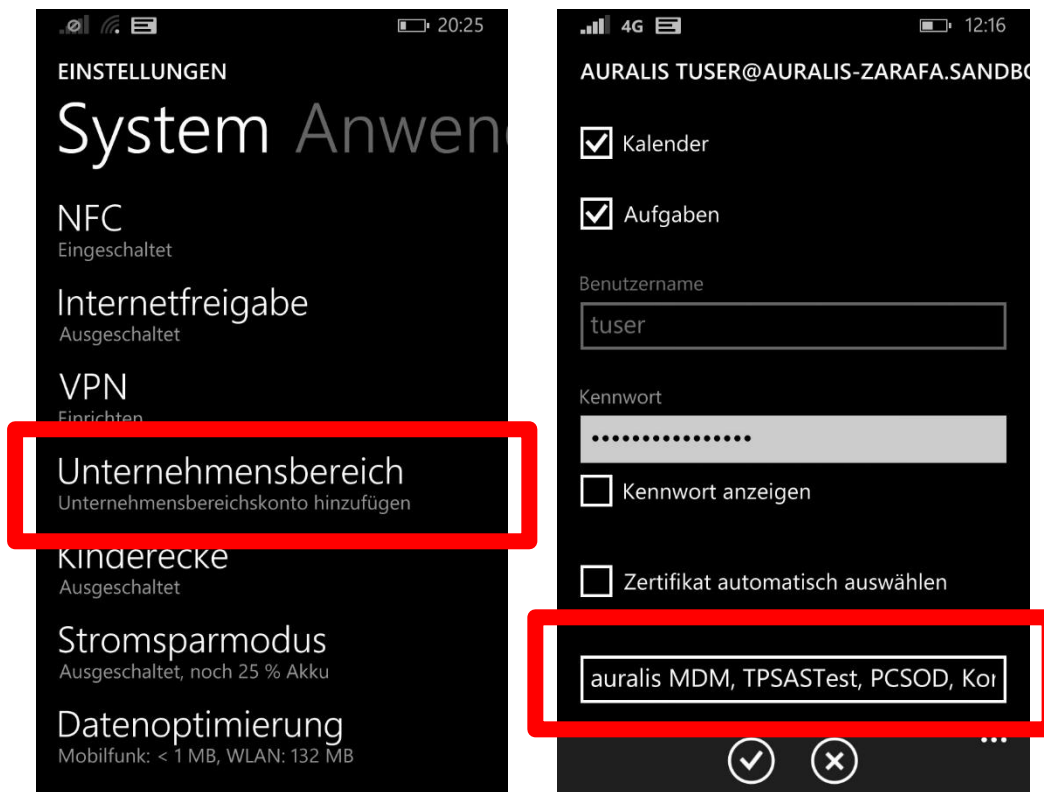 20:25
EINSTELLUNGEN
System Anwen
NFC
Eingeschaltet
Internetfreigabe
Ausgeschaltet
VPN
Einrichten
Unternehmensbereich
Unternehmensbereichskonto hinzufügen
Kinderecke
Ausgeschaltet
Stromsparmodus
Ausgeschaltet, noch 25 % Akku
Datenoptimierung
Mobilfunk: < 1 MB, WLAN: 132 MB
4G 12:16
AURALIS TUSER@AURALIS-ZARAFA.SANDBO
Kalender
Aufgaben
Benutzername
tuser
Kennwort
••••••••••••••••
Kennwort anzeigen
Zertifikat automatisch auswählen
auralis MDM, TPSASTest, PCSOD, Kor
...